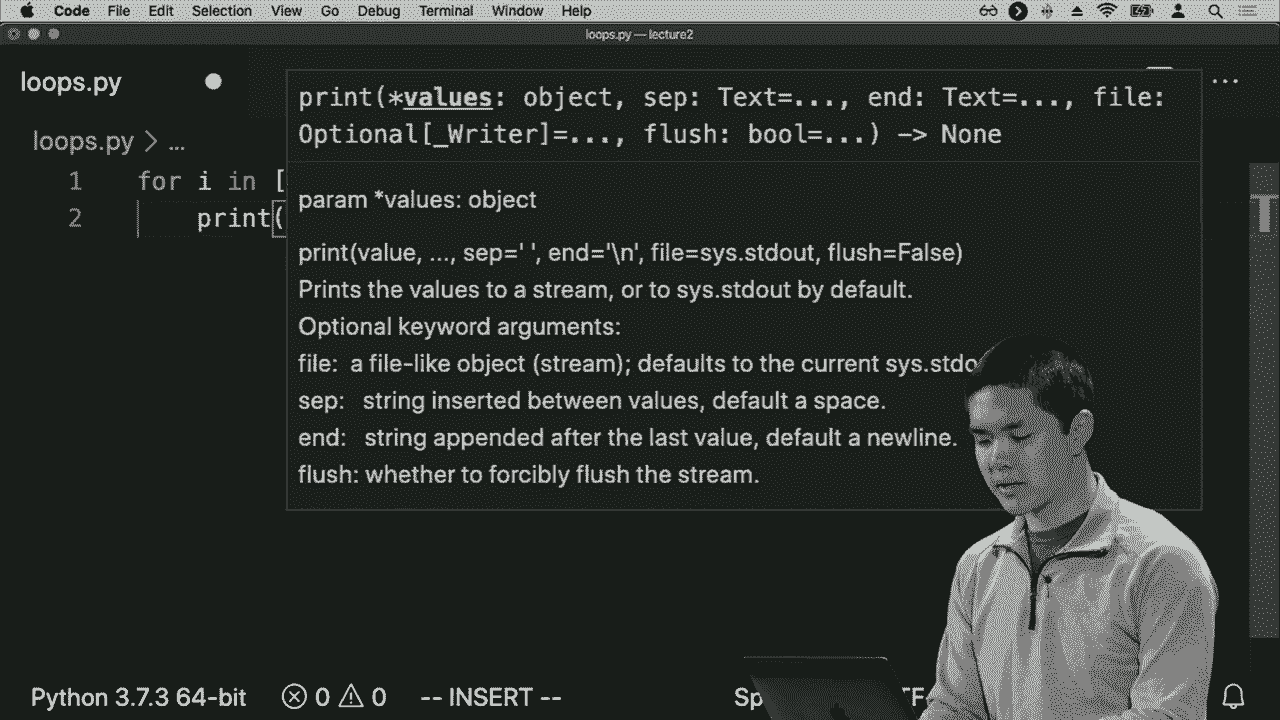 Code File Edit Selection View Go Debug Terminal Window Help
loops.py — lecture2
loops.py
loops.py > ...
1 for i in [
2 print(
print(*values: object, sep: Text=..., end: Text=..., file:
Optional[_Writer]=..., flush: bool=...) -> None
param *values: object
print(value, ..., sep=' ', end='\n', file=sys.stdout, flush=False)
Prints the values to a stream, or to sys.stdout by default.
Optional keyword arguments:
file: a file-like object (stream); defaults to the current sys.stdo
sep: string inserted between values, default a space.
end: string appended after the last value, default a newline.
flush: whether to forcibly flush the stream.
Python 3.7.3 64-bit 0 0 -- INSERT -- Sp